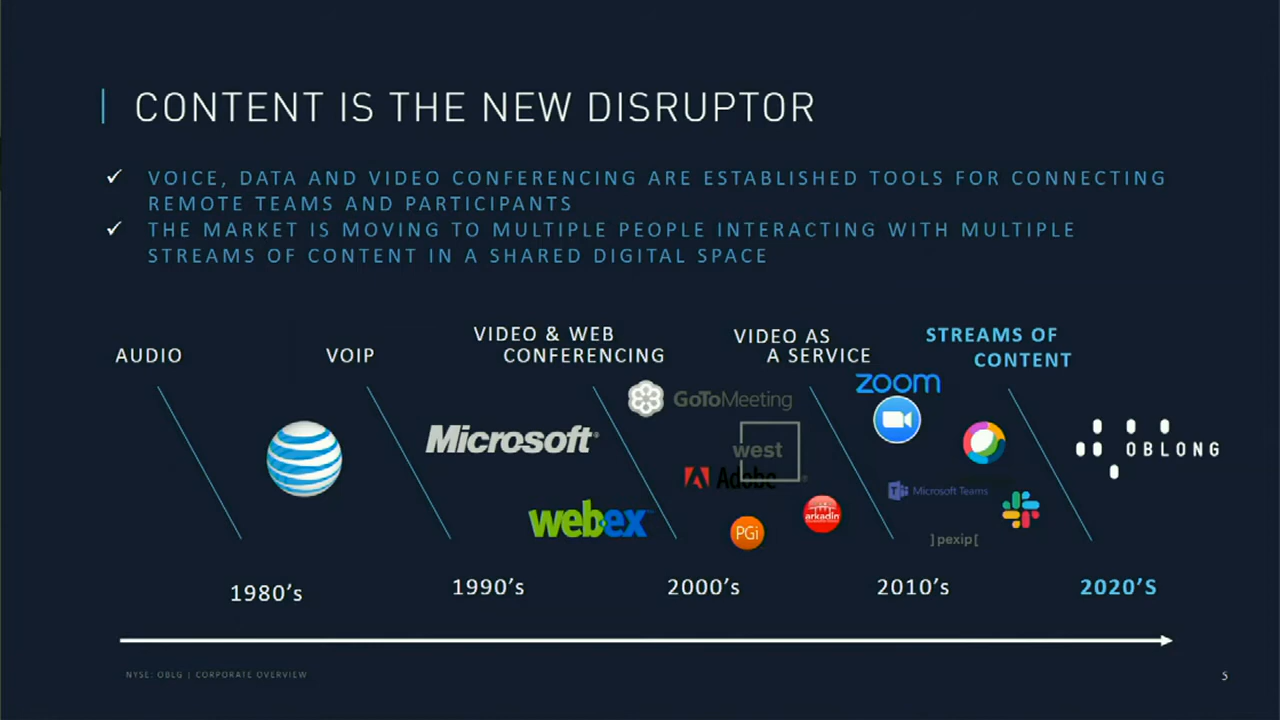 CONTENT IS THE NEW DISRUPTOR
✓ VOICE, DATA AND VIDEO CONFERENCING ARE ESTABLISHED TOOLS FOR CONNECTING
REMOTE TEAMS AND PARTICIPANTS
✓ THE MARKET IS MOVING TO MULTIPLE PEOPLE INTERACTING WITH MULTIPLE
STREAMS OF CONTENT IN A SHARED DIGITAL SPACE
AUDIO
VOIP
VIDEO & WEB
CONFERENCING
VIDEO AS
A SERVICE
STREAMS OF
CONTENT
Microsoft®
webex
GoToMeeting
west®
Adobe
PGi
arkadin
zoom
Microsoft Teams
]pexip[
OBLONG
1980's
1990's
2000's
2010's
2020'S
NYSE: OBLG | CORPORATE OVERVIEW
5